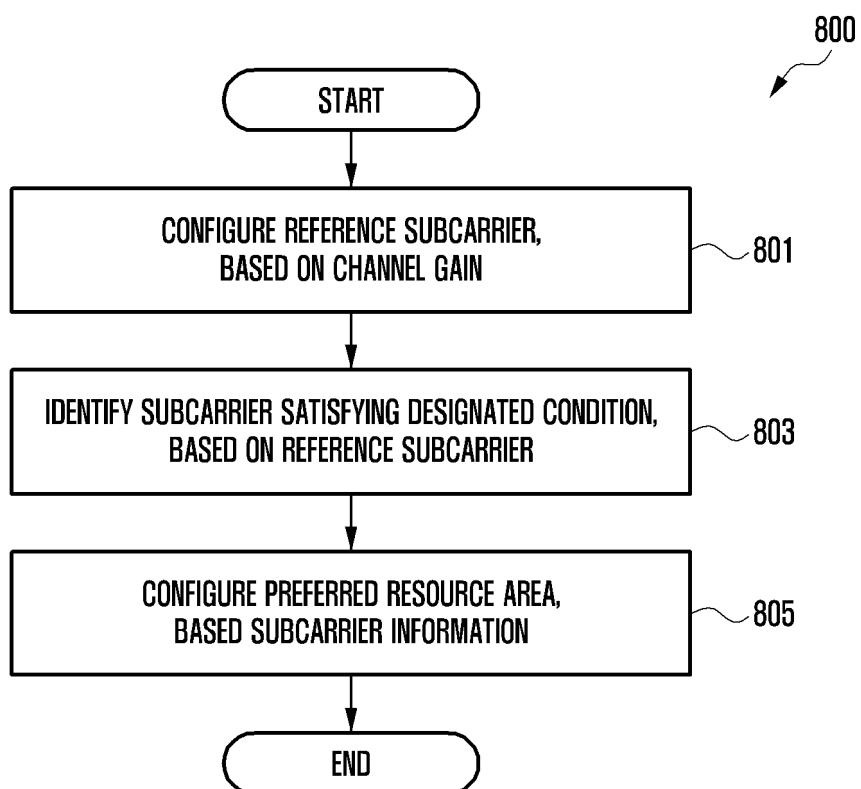 800
START
CONFIGURE REFERENCE SUBCARRIER,
BASED ON CHANNEL GAIN
801
IDENTIFY SUBCARRIER SATISFYING DESIGNATED CONDITION,
BASED ON REFERENCE SUBCARRIER
803
CONFIGURE PREFERRED RESOURCE AREA,
BASED SUBCARRIER INFORMATION
805
END